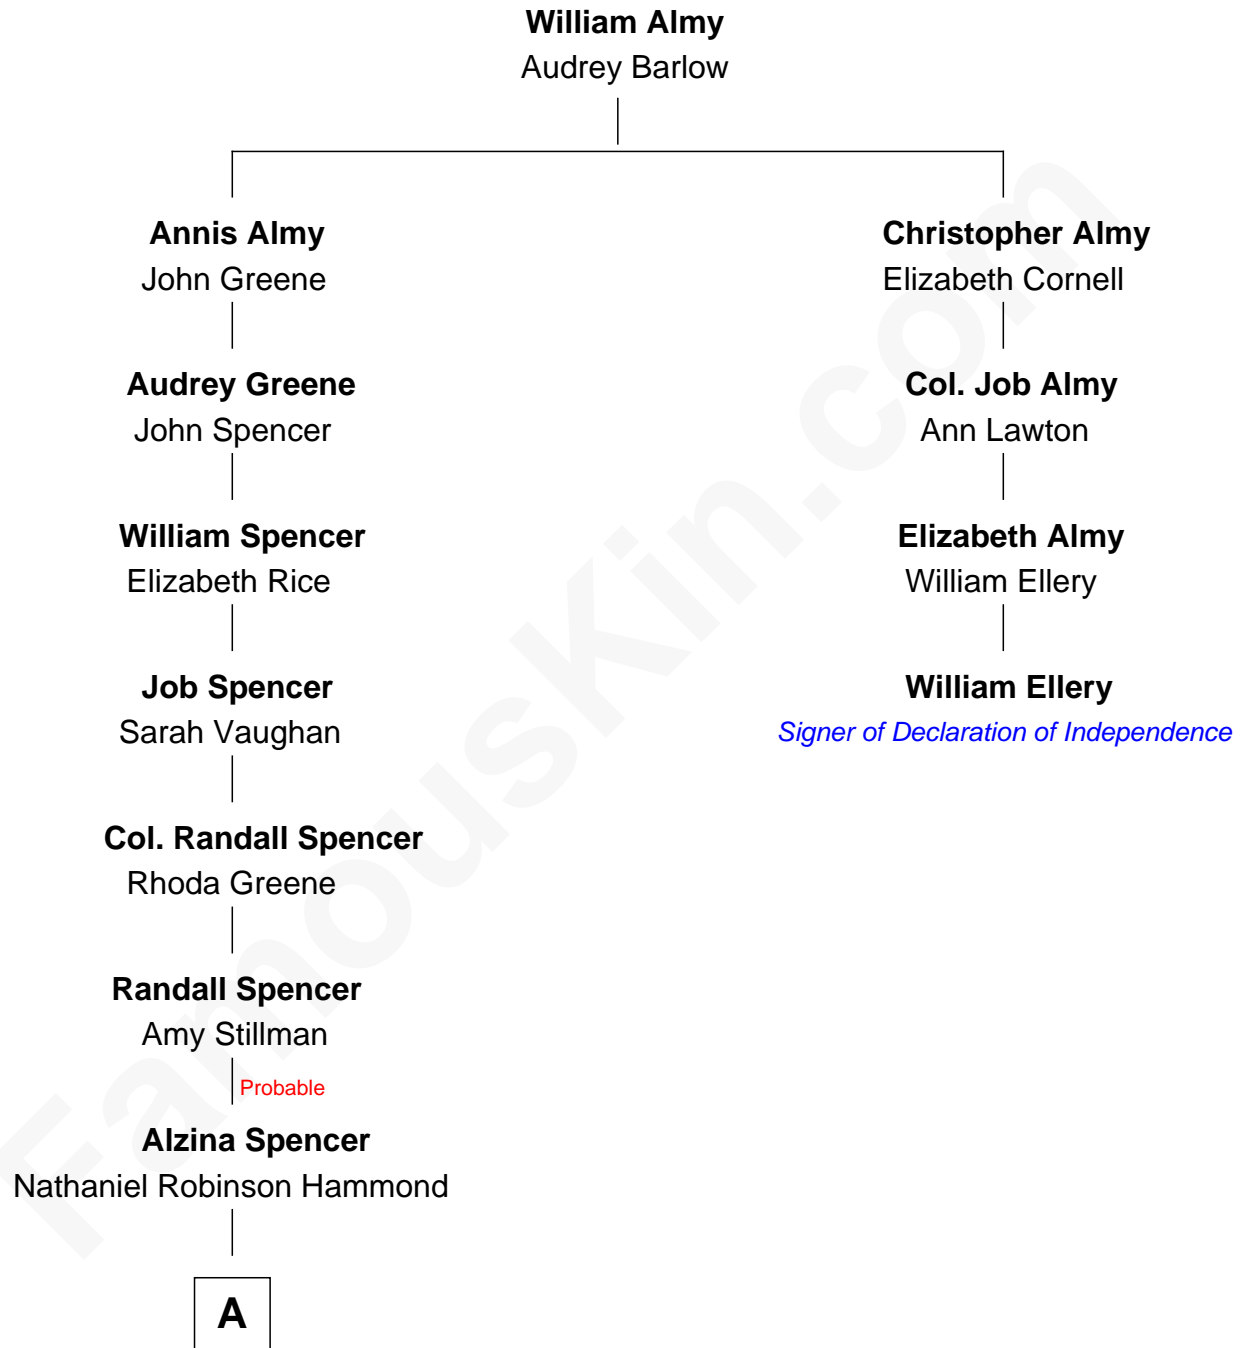 William Almy
Audrey Barlow
Annis Almy
John Greene
Christopher Almy
Elizabeth Cornell
Audrey Greene
John Spencer
Col. Job Almy
Ann Lawton
William Spencer
Elizabeth Rice
Elizabeth Almy
William Ellery
Job Spencer
Sarah Vaughan
William Ellery
Signer of Declaration of Independence
Col. Randall Spencer
Rhoda Greene
Randall Spencer
Amy Stillman
Probable
Alzina Spencer
Nathaniel Robinson Hammond
A
FamousKin.com